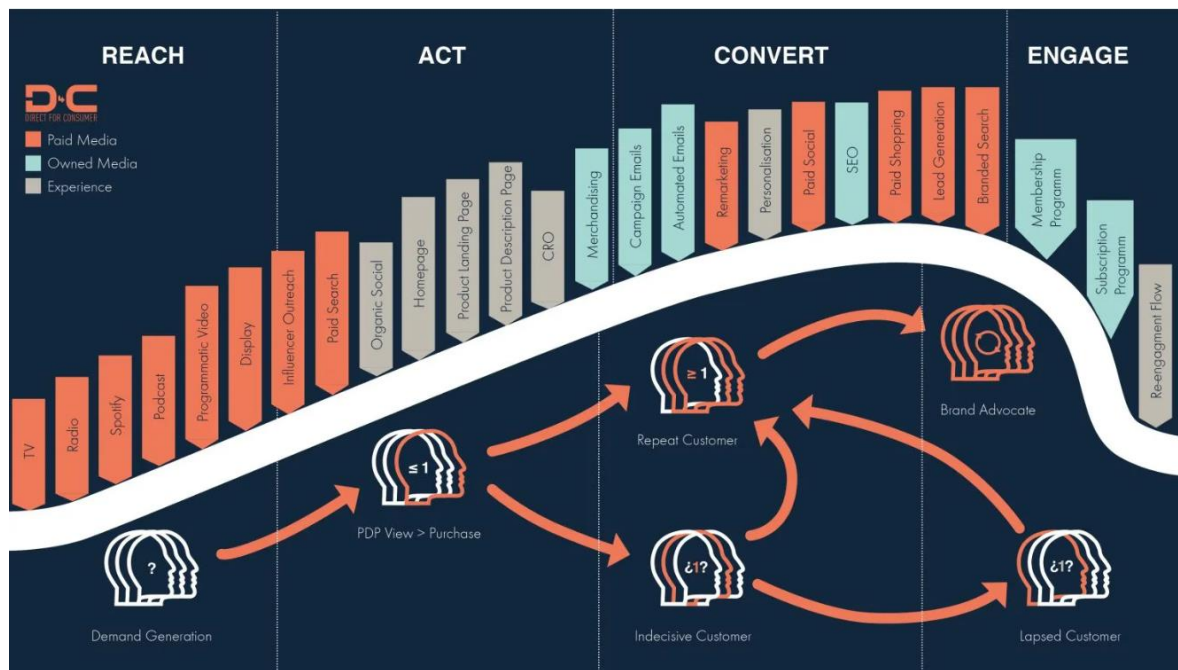 REACH
ACT
CONVERT
ENGAGE
D2C
DIRECT FOR CONSUMER
Paid Media
Owned Media
Experience
TV
Radio
Spotify
Podcast
Programmatic Video
Display
Influencer Outreach
Paid Search
Organic Social
Homepage
Product Landing Page
Product Description Page
CRO
Merchandising
Campaign Emails
Automated Emails
Remarketing
Personalisation
Paid Social
SEO
Paid Shopping
Lead Generation
Branded Search
Membership
Programm
Subscription
Programm
Re-engagment Flow
?
Demand Generation
≤ 1
PDP View > Purchase
≥ 1
Repeat Customer
Brand Advocate
¿1?
Indecisive Customer
¿1?
Lapsed Customer